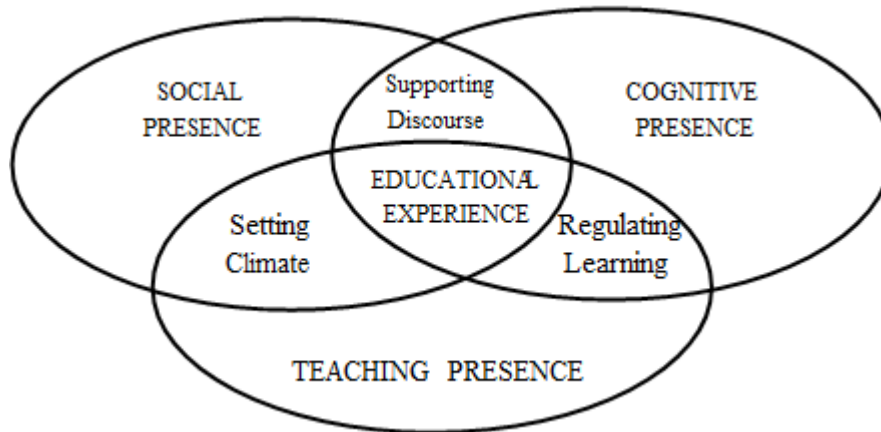 SOCIAL
PRESENCE
Supporting
Discourse
COGNITIVE
PRESENCE
EDUCATIONAL
EXPERIENCE
Setting
Climate
Regulating
Learning
TEACHING PRESENCE